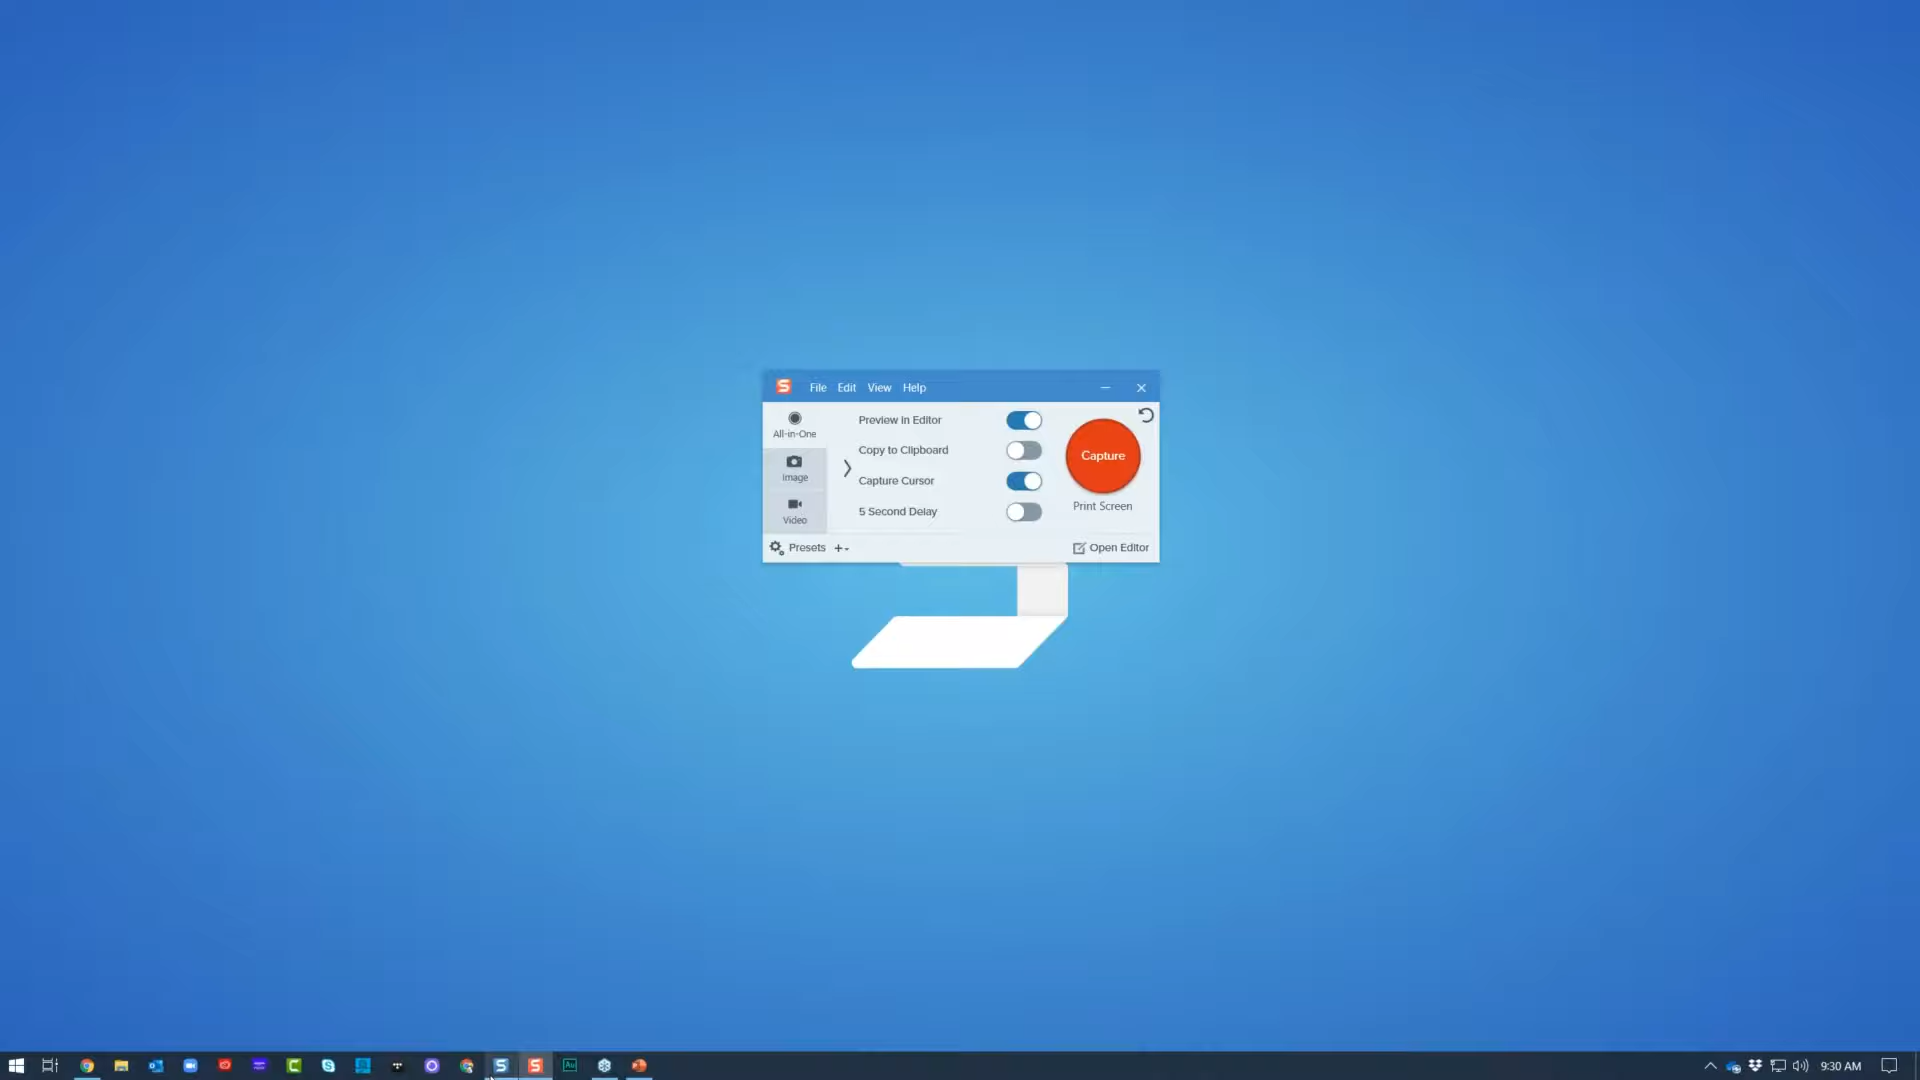 File Edit View Help
All-in-One
Image
Video
Preview in Editor
Copy to Clipboard
Capture Cursor
5 Second Delay
Capture
Print Screen
Presets
Open Editor
9:30 AM